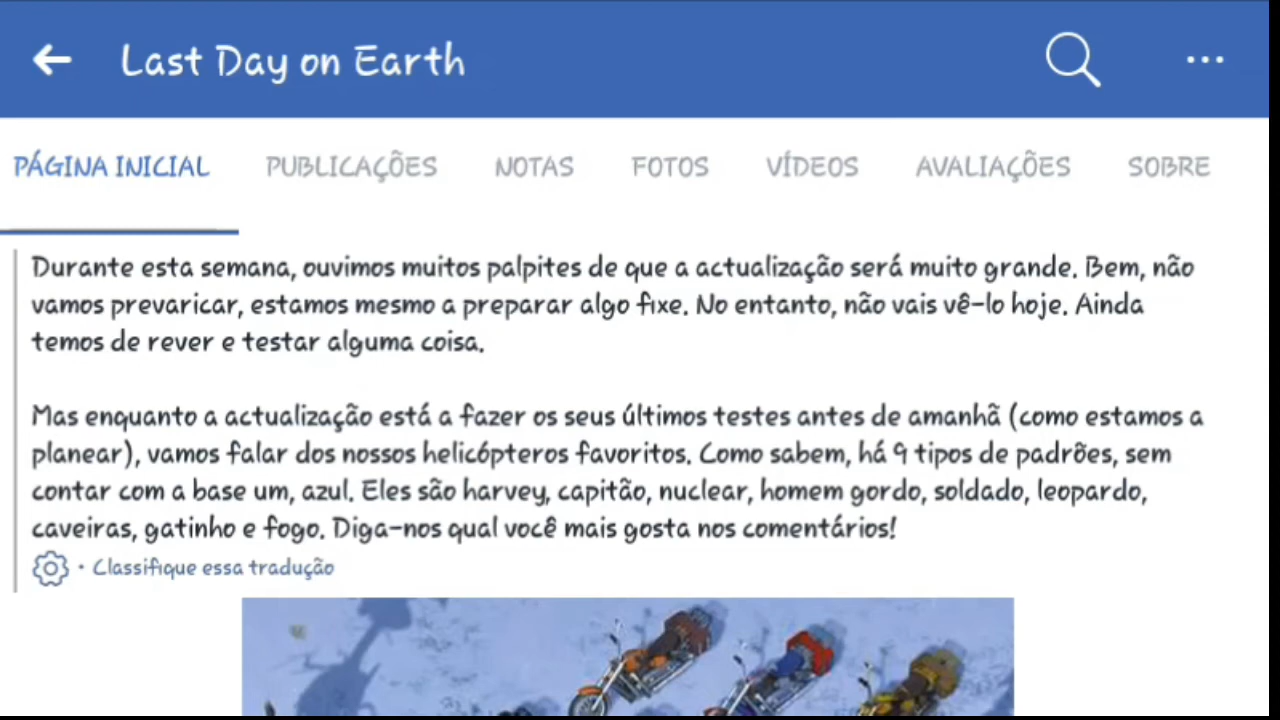 Last Day on Earth
PÁGINA INICIAL PUBLICAÇÕES NOTAS FOTOS VÍDEOS AVALIAÇÕES SOBRE
Durante esta semana, ouvimos muitos palpites de que a actualização será muito grande. Bem, não
vamos prevaricar, estamos mesmo a preparar algo fixe. No entanto, não vais vê-lo hoje. Ainda
temos de rever e testar alguma coisa.
Mas enquanto a actualização está a fazer os seus últimos testes antes de amanhã (como estamos a
planear), vamos falar dos nossos helicópteros favoritos. Como sabem, há 9 tipos de padrões, sem
contar com a base um, azul. Eles são harvey, capitão, nuclear, homem gordo, soldado, leopardo,
caveiras, gatinho e fogo. Diga-nos qual você mais gosta nos comentários!
· Classifique essa tradução